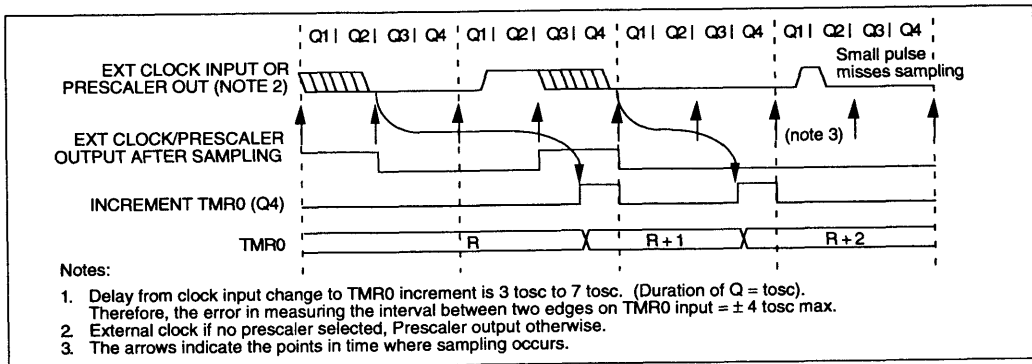 Q1| Q2| Q3| Q4 Q1| Q2| Q3| Q4 Q1| Q2| Q3| Q4 Q1| Q2| Q3| Q4
EXT CLOCK INPUT OR
PRESCALER OUT (NOTE 2)
Small pulse
misses sampling
EXT CLOCK/PRESCALER
OUTPUT AFTER SAMPLING
(note 3)
INCREMENT TMR0 (Q4)
TMR0 R R + 1 R + 2
Notes:
1. Delay from clock input change to TMR0 increment is 3 tosc to 7 tosc. (Duration of Q = tosc).
Therefore, the error in measuring the interval between two edges on TMR0 input = ± 4 tosc max.
2. External clock if no prescaler selected, Prescaler output otherwise.
3. The arrows indicate the points in time where sampling occurs.